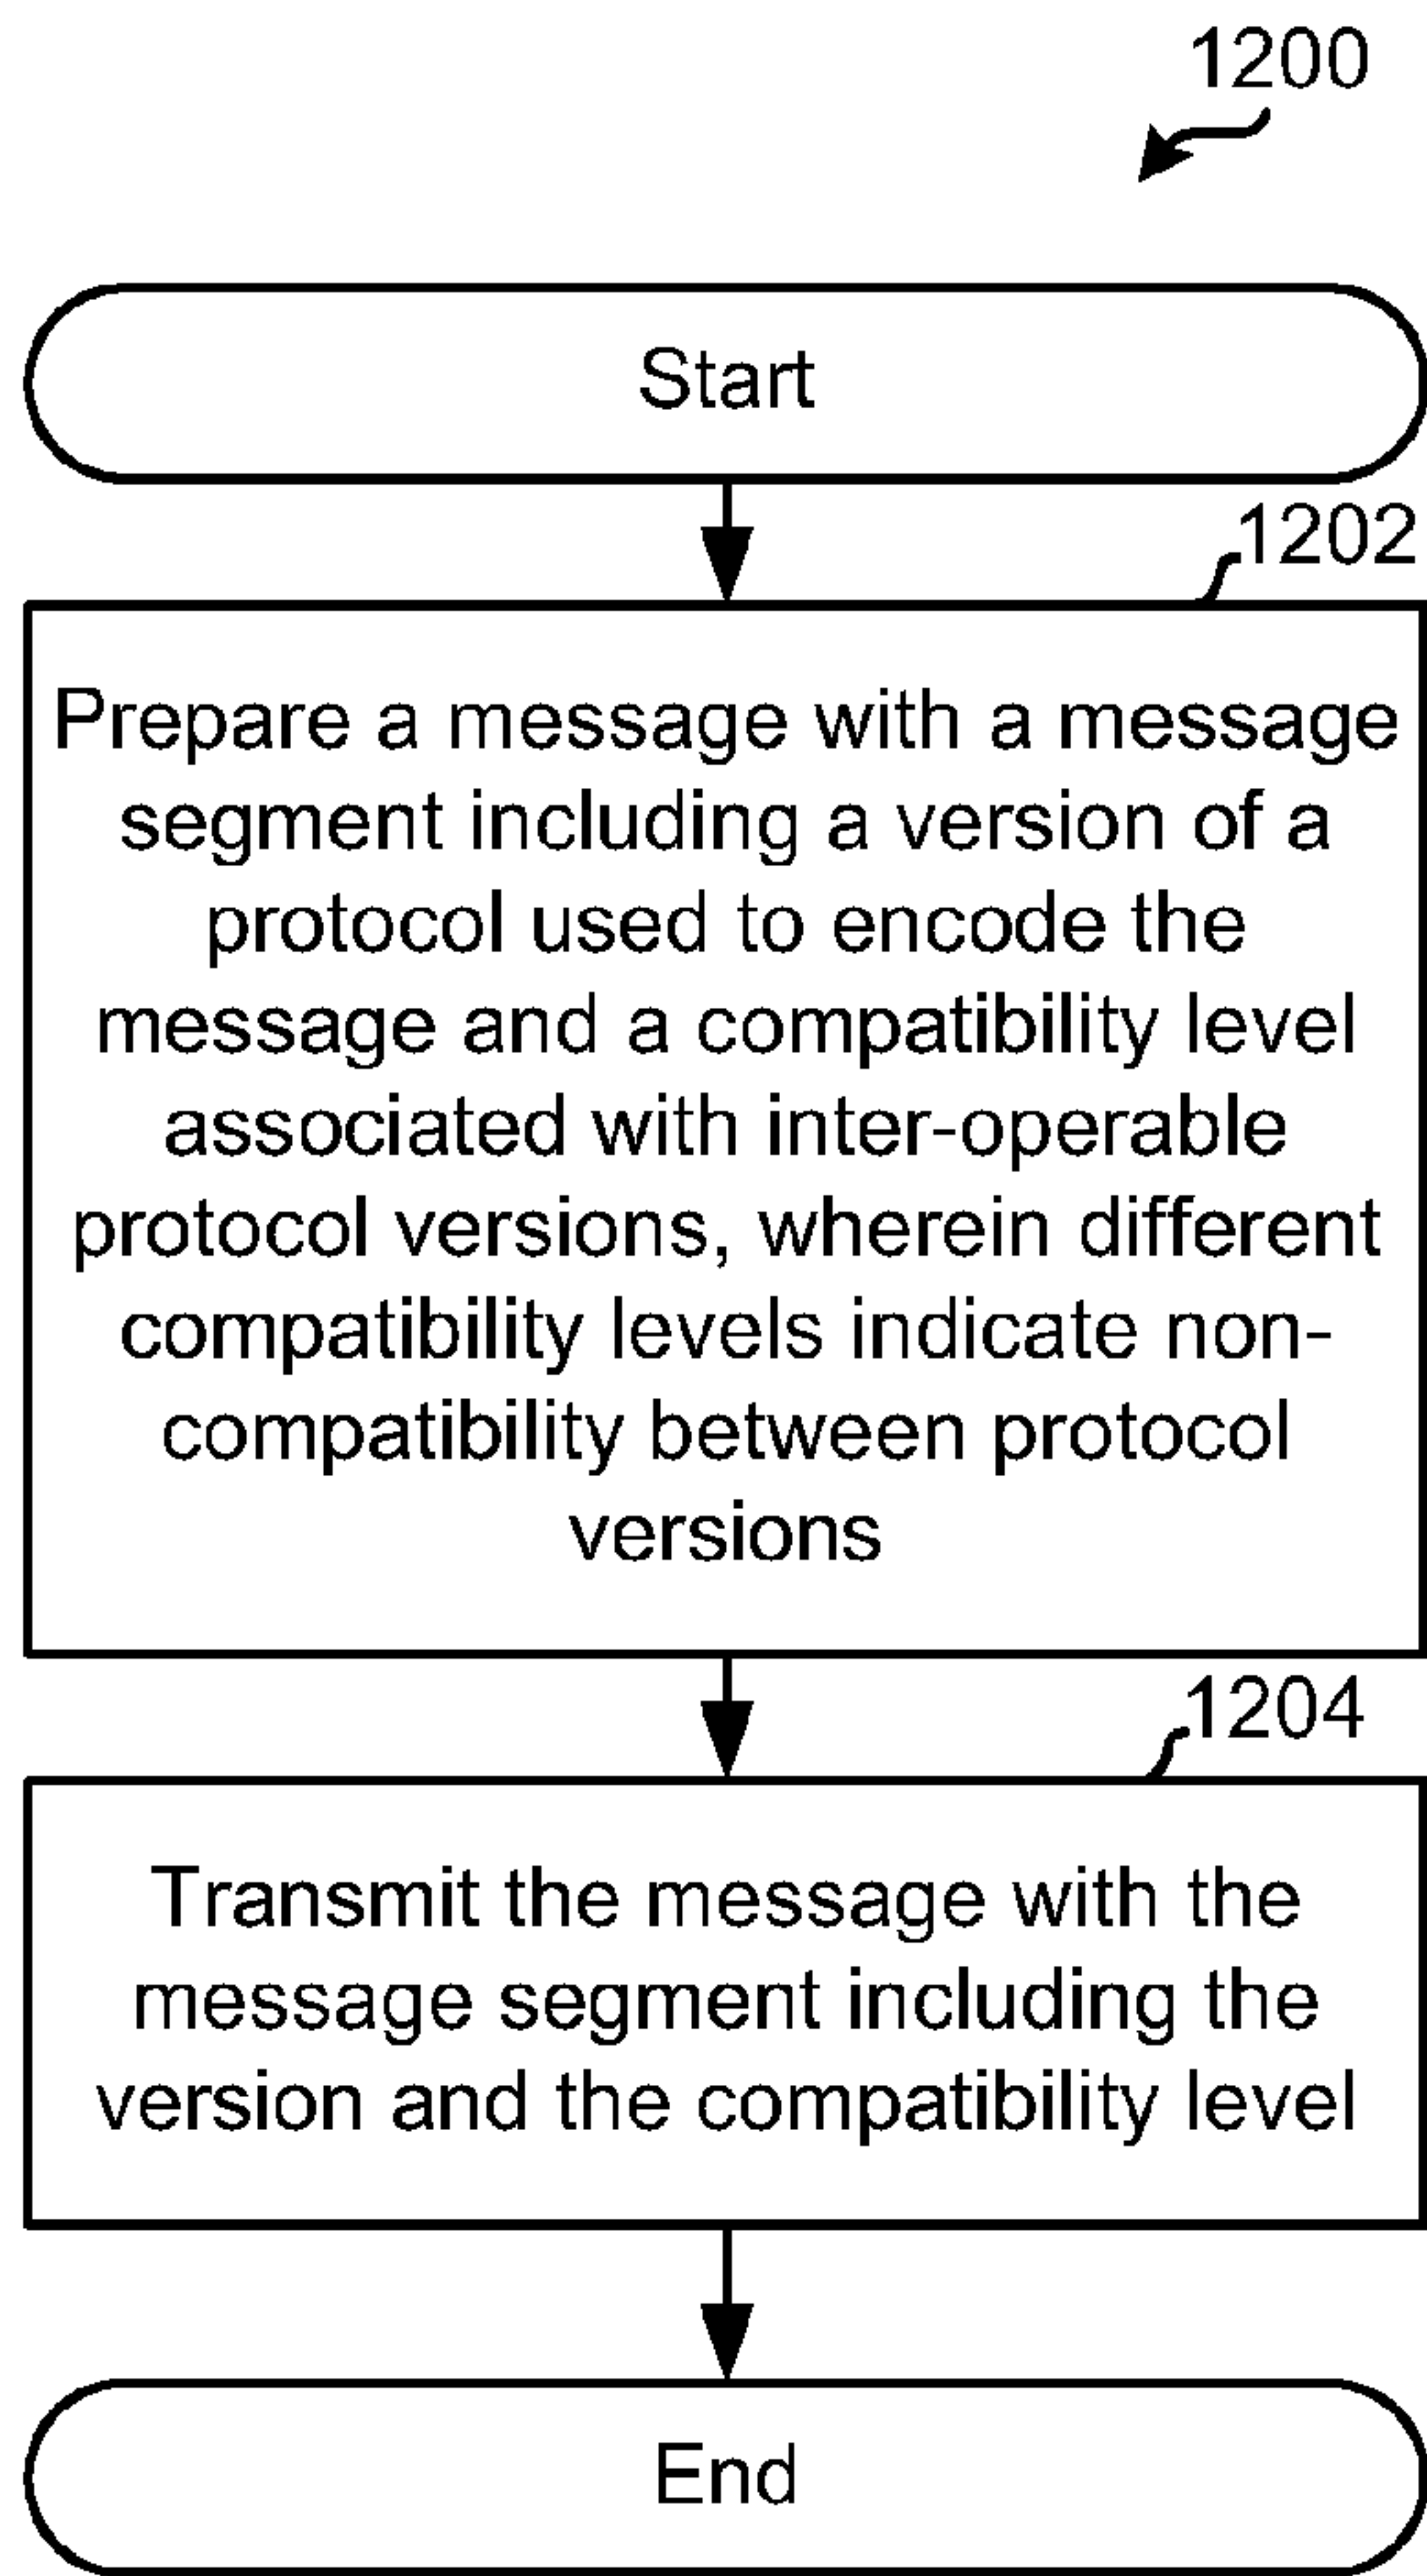 1200
Start
1202
Prepare a message with a message
segment including a version of a
protocol used to encode the
message and a compatibility level
associated with inter-operable
protocol versions, wherein different
compatibility levels indicate non-
compatibility between protocol
versions
1204
Transmit the message with the
message segment including the
version and the compatibility level
End